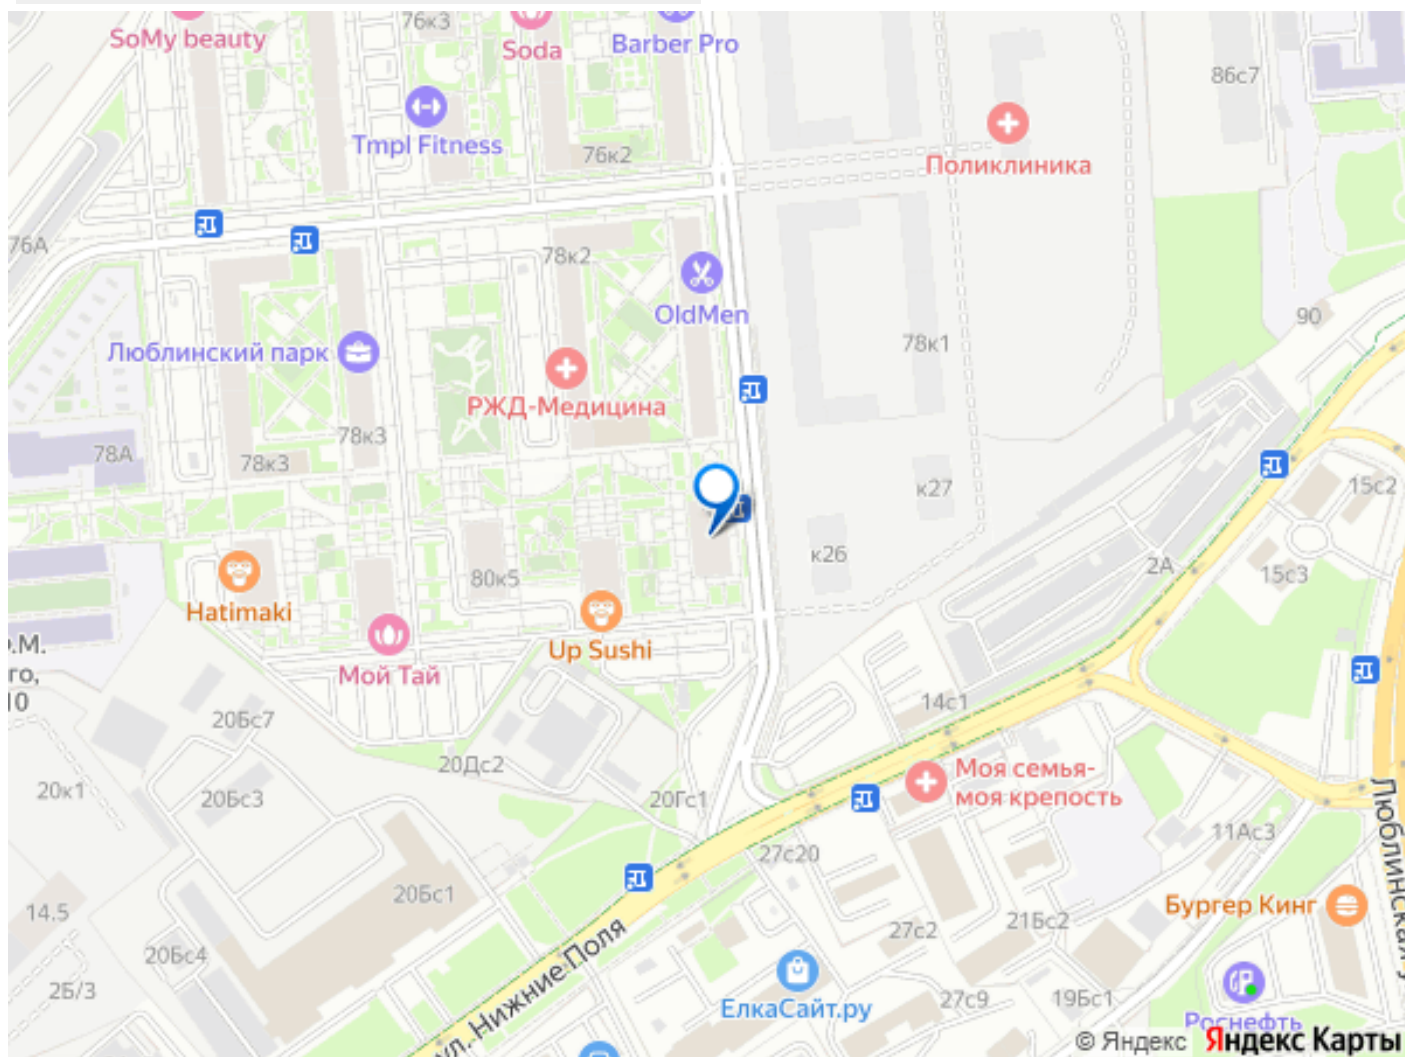 76к3
SoMy beauty
Soda
Barber Pro
86с7
Tmpl Fitness
76к2
Поликлиника
76А
78к2
OldMen
90
Люблинский парк
78к1
РЖД-Медицина
78А
78к3
78к3
к27
15с2
к26
2А
15с3
80к5
Hatimaki
Up Sushi
Мой Тай
.М.
го,
10
14с1
20Бс7
20Дс2
Моя семья-
моя крепость
20к1
20Бс3
20Гс1
Люблинская у
11Ас3
27с20
20Бс1
Бургер Кинг
14.5
21Бс2
27с2
20Бс4
ул. Нижние Поля
2Б/3
ЕлкаСайт.ру
27с9
19Бс1
Роснефть
© Яндекс Яндекс Карты